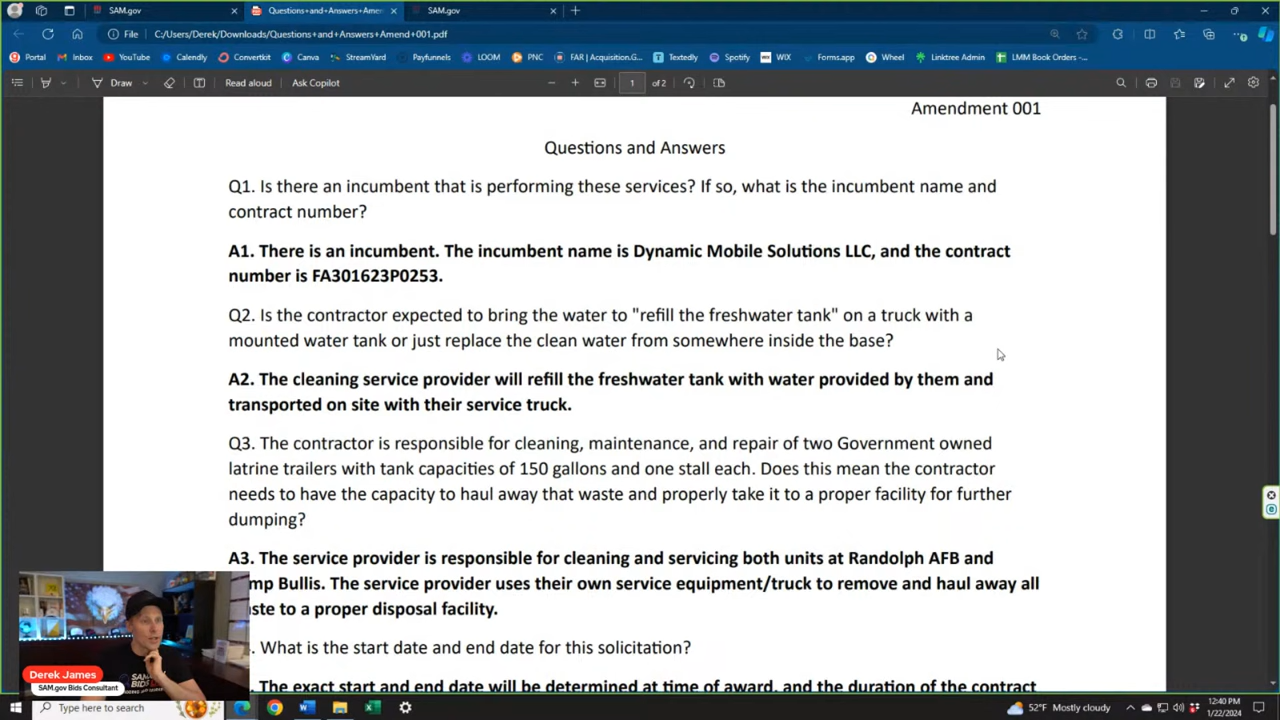 SAM.gov
Questions+and+Answers+Amen
SAM.gov
File
C:/Users/Derek/Downloads/Questions+and+Answers+Amend+001.pdf
Portal
Inbox
YouTube
Calendly
Convertkit
Canva
StreamYard
Payfunnels
LOOM
PNC
FAR | Acquisition.G...
Textedly
Spotify
WIX
Forms.app
Wheel
Linktree Admin
LMM Book Orders -...
Draw
Read aloud
Ask Copilot
1
of 2
Amendment 001
Questions and Answers
Q1. Is there an incumbent that is performing these services? If so, what is the incumbent name and
contract number?
A1. There is an incumbent. The incumbent name is Dynamic Mobile Solutions LLC, and the contract
number is FA301623P0253.
Q2. Is the contractor expected to bring the water to "refill the freshwater tank" on a truck with a
mounted water tank or just replace the clean water from somewhere inside the base?
A2. The cleaning service provider will refill the freshwater tank with water provided by them and
transported on site with their service truck.
Q3. The contractor is responsible for cleaning, maintenance, and repair of two Government owned
latrine trailers with tank capacities of 150 gallons and one stall each. Does this mean the contractor
needs to have the capacity to haul away that waste and properly take it to a proper facility for further
dumping?
A3. The service provider is responsible for cleaning and servicing both units at Randolph AFB and
mp Bullis. The service provider uses their own service equipment/truck to remove and haul away all
ste to a proper disposal facility.
What is the start date and end date for this solicitation?
The exact start and end date will be determined at time of award, and the duration of the contract
SAM
BIDS
Derek James
SAM.gov Bids Consultant
Type here to search
52°F Mostly cloudy
12:40 PM
1/22/2024